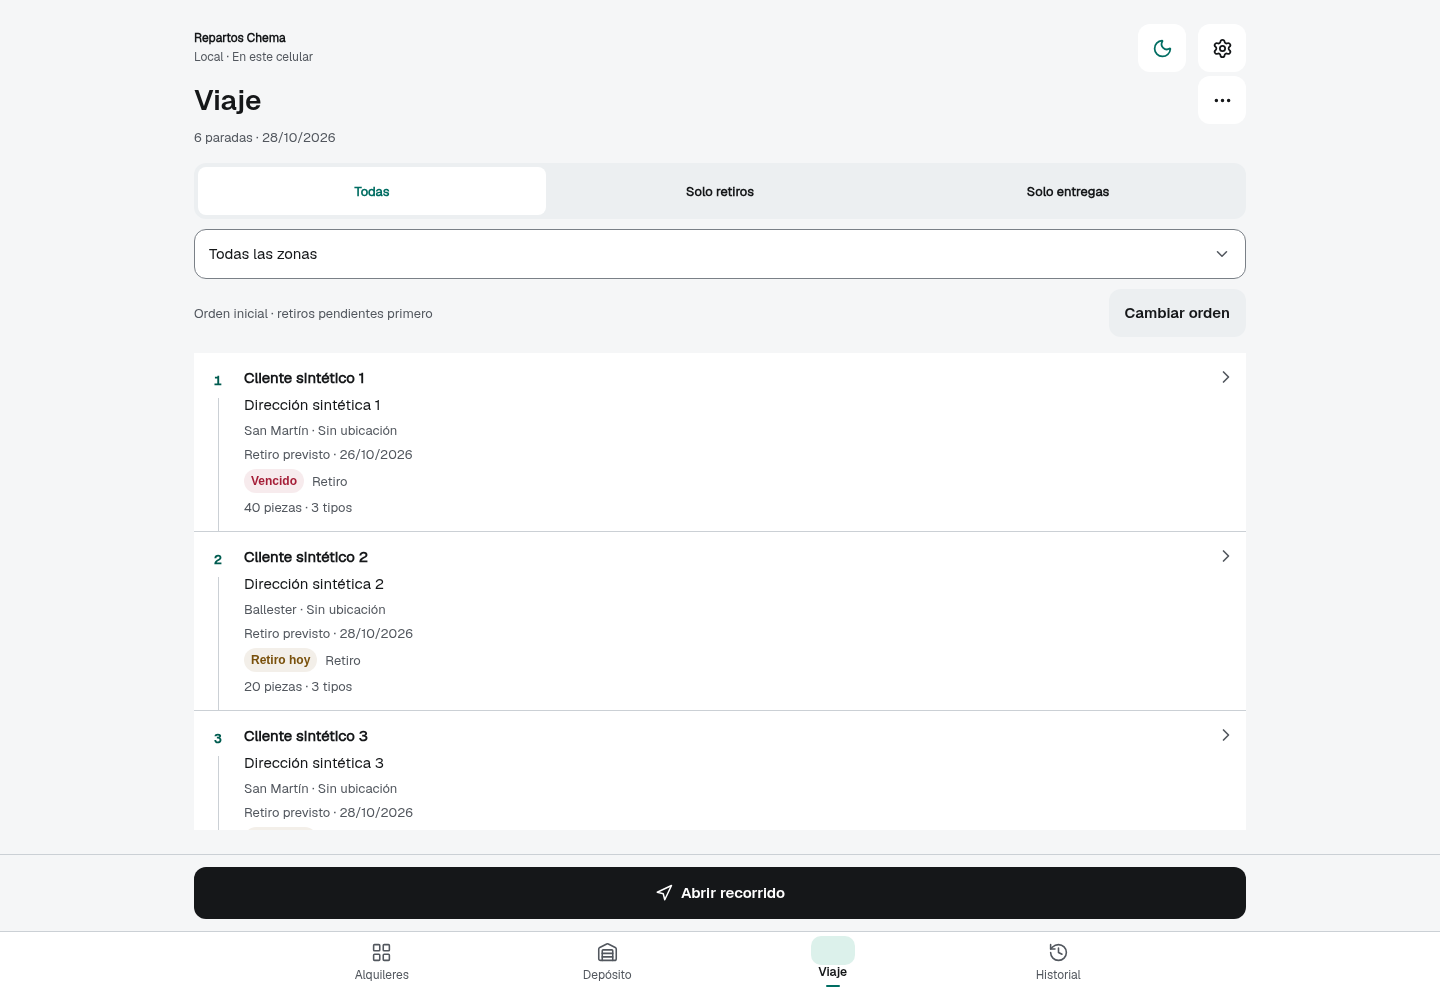 Repartos Chema
Local · En este celular
Viaje
6 paradas · 28/10/2026
Todas
Solo retiros
Solo entregas
Todas las zonas
Orden inicial · retiros pendientes primero
Cambiar orden
1
Cliente sintético 1
Dirección sintética 1
San Martín · Sin ubicación
Retiro previsto · 26/10/2026
Vencido Retiro
40 piezas · 3 tipos
2
Cliente sintético 2
Dirección sintética 2
Ballester · Sin ubicación
Retiro previsto · 28/10/2026
Retiro hoy Retiro
20 piezas · 3 tipos
3
Cliente sintético 3
Dirección sintética 3
San Martín · Sin ubicación
Retiro previsto · 28/10/2026
Abrir recorrido
Alquileres
Depósito
Viaje
Historial